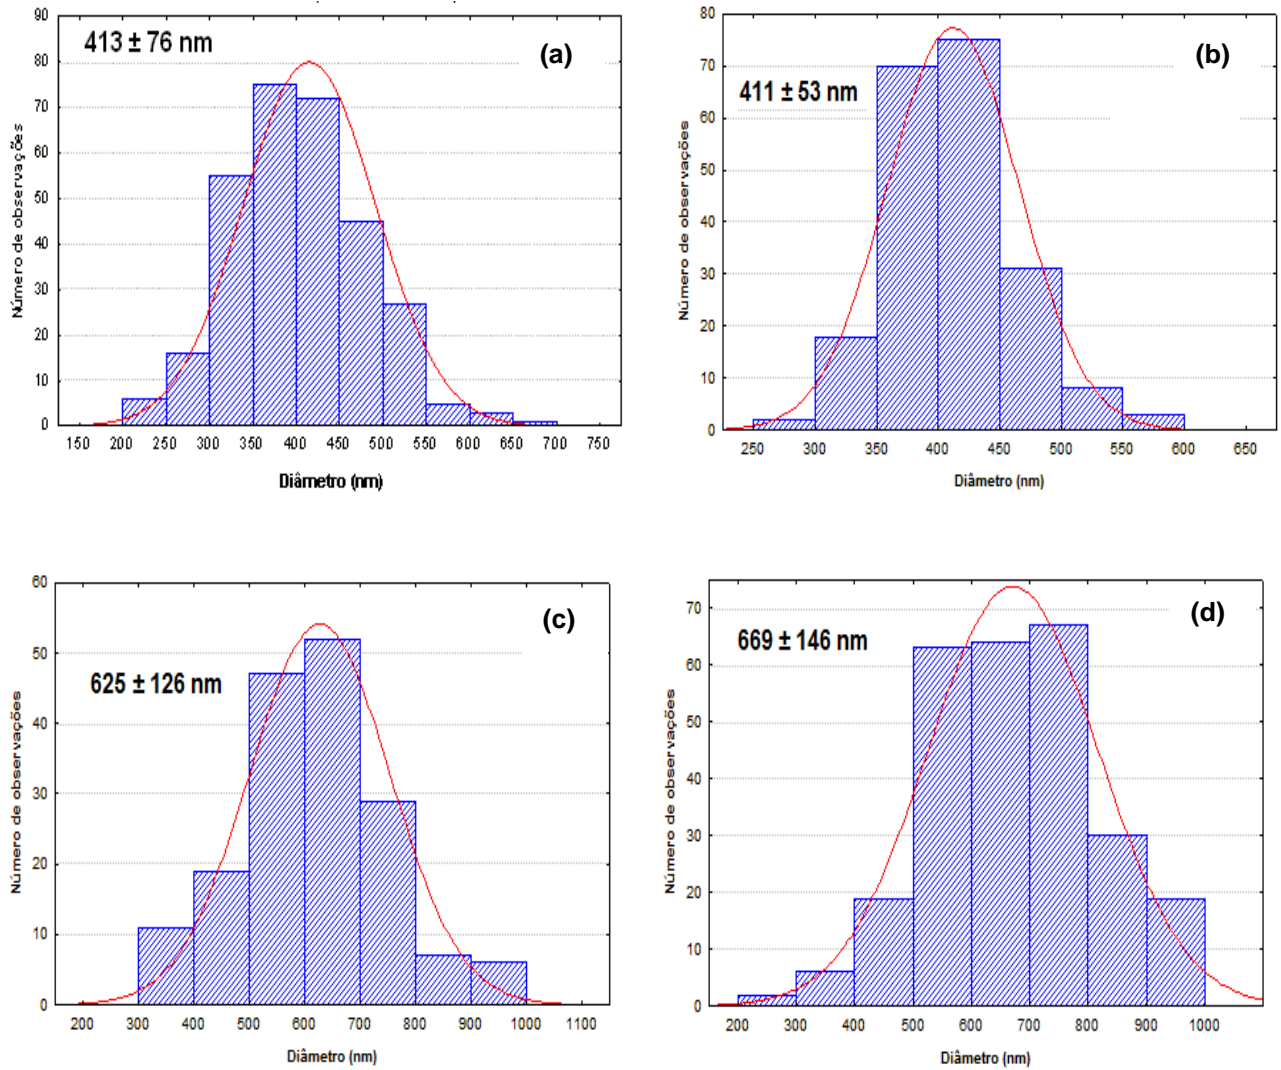 413 ± 76 nm
(a)
Número de observações
90
80
70
60
50
40
30
20
10
0
150 200 250 300 350 400 450 500 550 600 650 700 750
Diâmetro (nm)
411 ± 53 nm
(b)
Número de observações
80
70
60
50
40
30
20
10
0
250 300 350 400 450 500 550 600 650
Diâmetro (nm)
625 ± 126 nm
(c)
Número de observações
60
50
40
30
20
10
0
200 300 400 500 600 700 800 900 1000 1100
Diâmetro (nm)
669 ± 146 nm
(d)
Número de observações
70
60
50
40
30
20
10
0
200 300 400 500 600 700 800 900 1000
Diâmetro (nm)